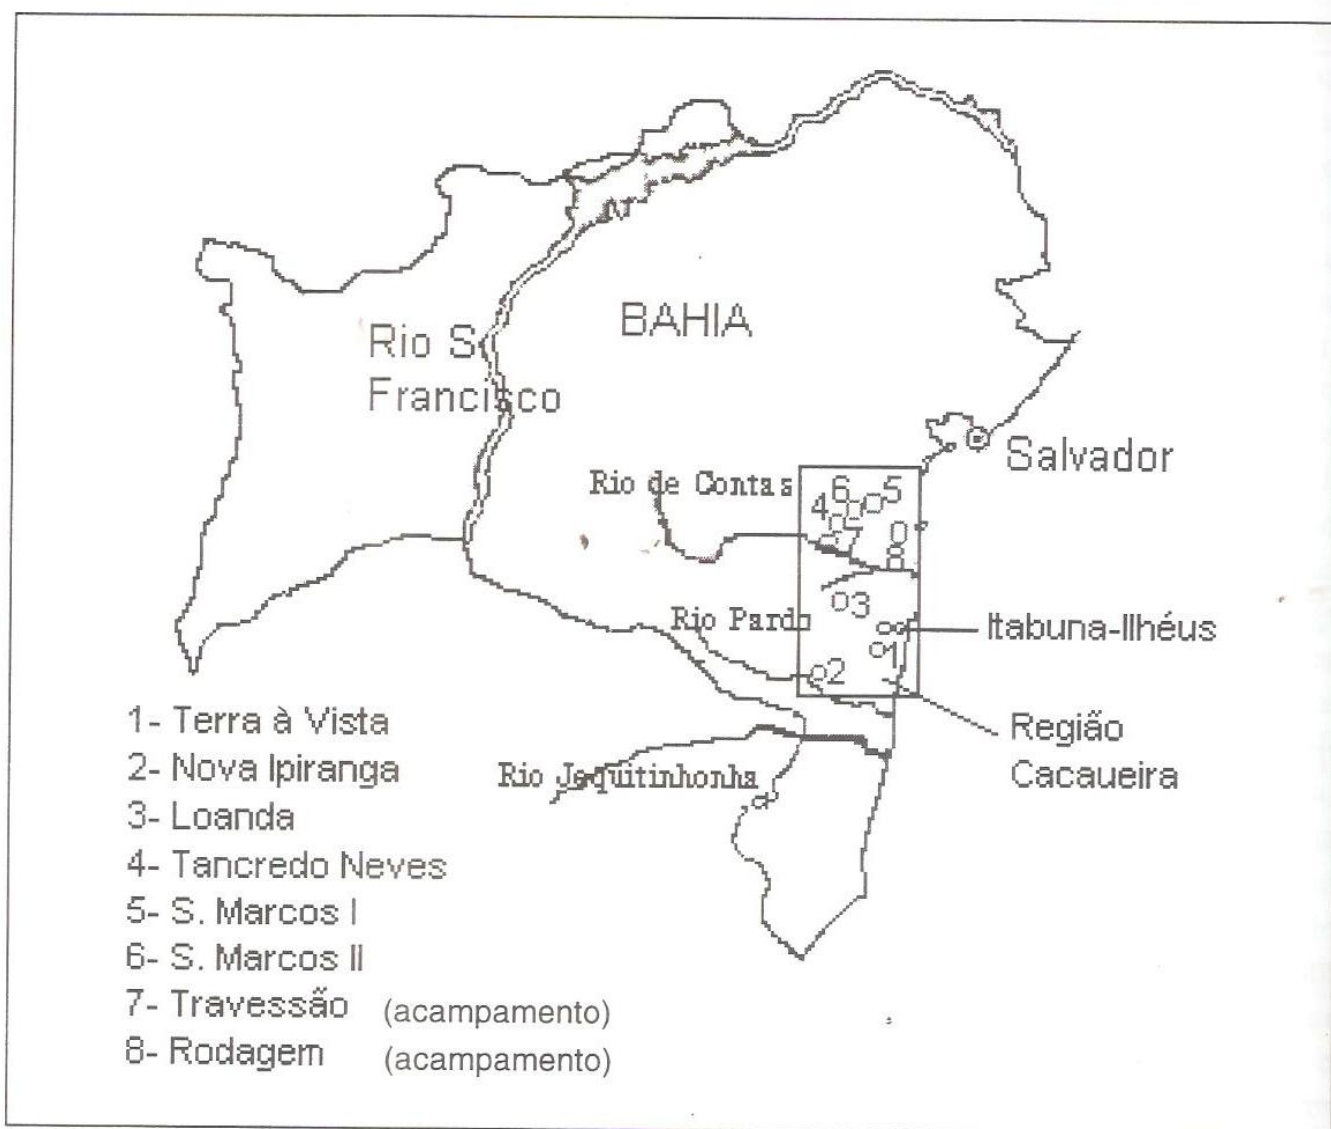 BAHIA
Rio S.
Francisco
Salvador
Rio de Contas
6
5
4
7
8
3
Rio Pardo
Itabuna-Ilhéus
1
2
Região
Cacaueira
Rio Jequitinhonha
1- Terra à Vista
2- Nova Ipiranga
3- Loanda
4- Tancredo Neves
5- S. Marcos I
6- S. Marcos II
7- Travessão (acampamento)
8- Rodagem (acampamento)